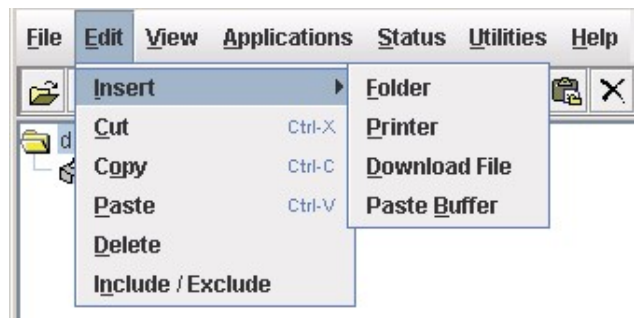 File Edit View Applications Status Utilities Help
Insert
Cut Ctrl-X
Copy Ctrl-C
Paste Ctrl-V
Delete
Include / Exclude
Folder
Printer
Download File
Paste Buffer
d